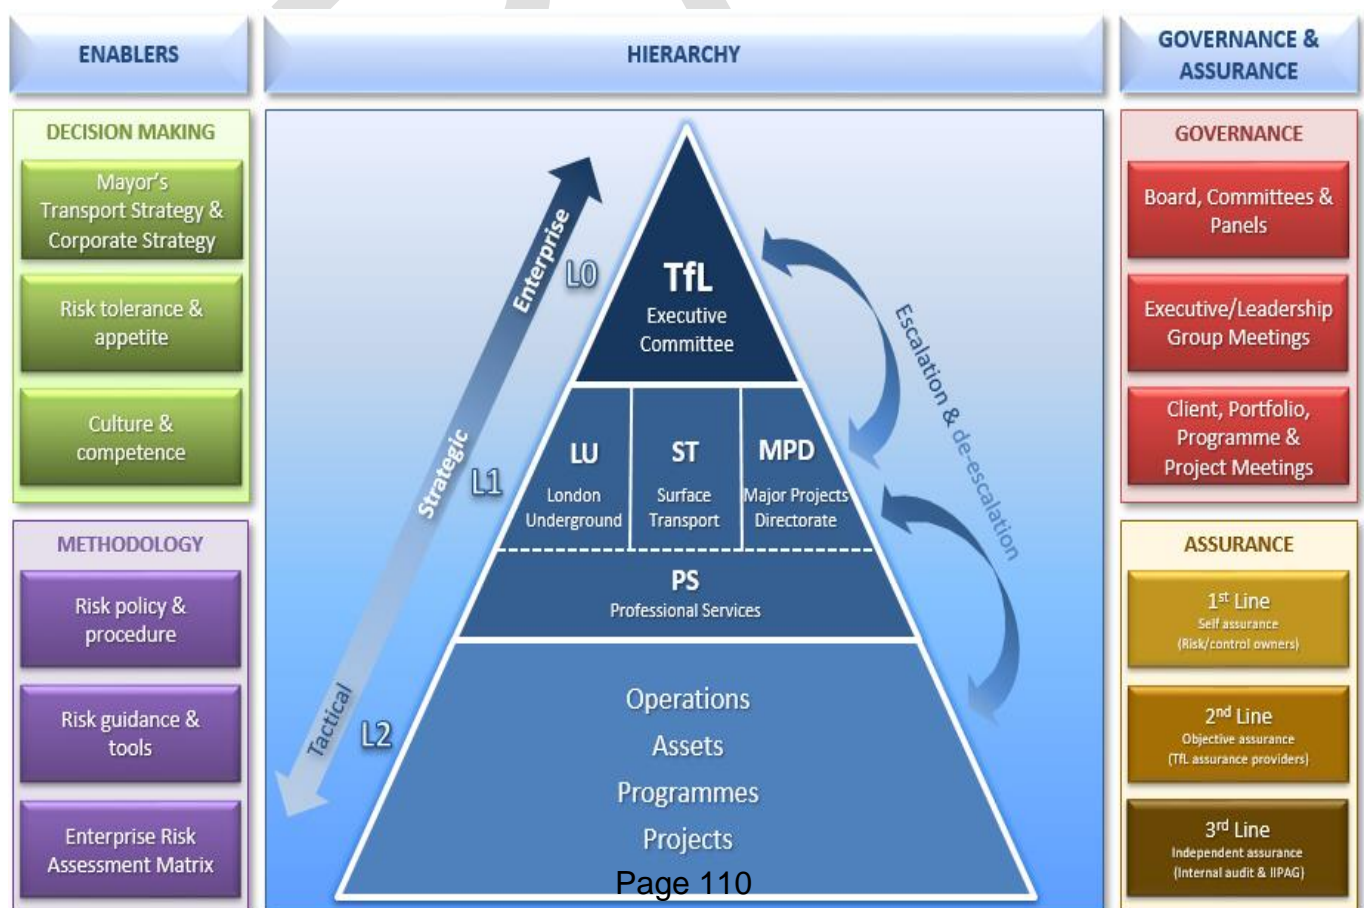 ENABLERS
HIERARCHY
GOVERNANCE &
ASSURANCE
DECISION MAKING
Mayor's
Transport Strategy &
Corporate Strategy
Risk tolerance &
appetite
Culture &
competence
METHODOLOGY
Risk policy &
procedure
Risk guidance &
tools
Enterprise Risk
Assessment Matrix
Enterprise
Strategic
Tactical
L0
L1
L2
TfL
Executive
Committee
LU
London
Underground
ST
Surface
Transport
MPD
Major Projects
Directorate
PS
Professional Services
Operations
Assets
Programmes
Projects
Escalation & de-escalation
GOVERNANCE
Board, Committees &
Panels
Executive/Leadership
Group Meetings
Client, Portfolio,
Programme &
Project Meetings
ASSURANCE
1st Line
Self assurance
(Risk/control owners)
2nd Line
Objective assurance
(TfL assurance providers)
3rd Line
Independent assurance
(Internal audit & IIPAG)
Page 110